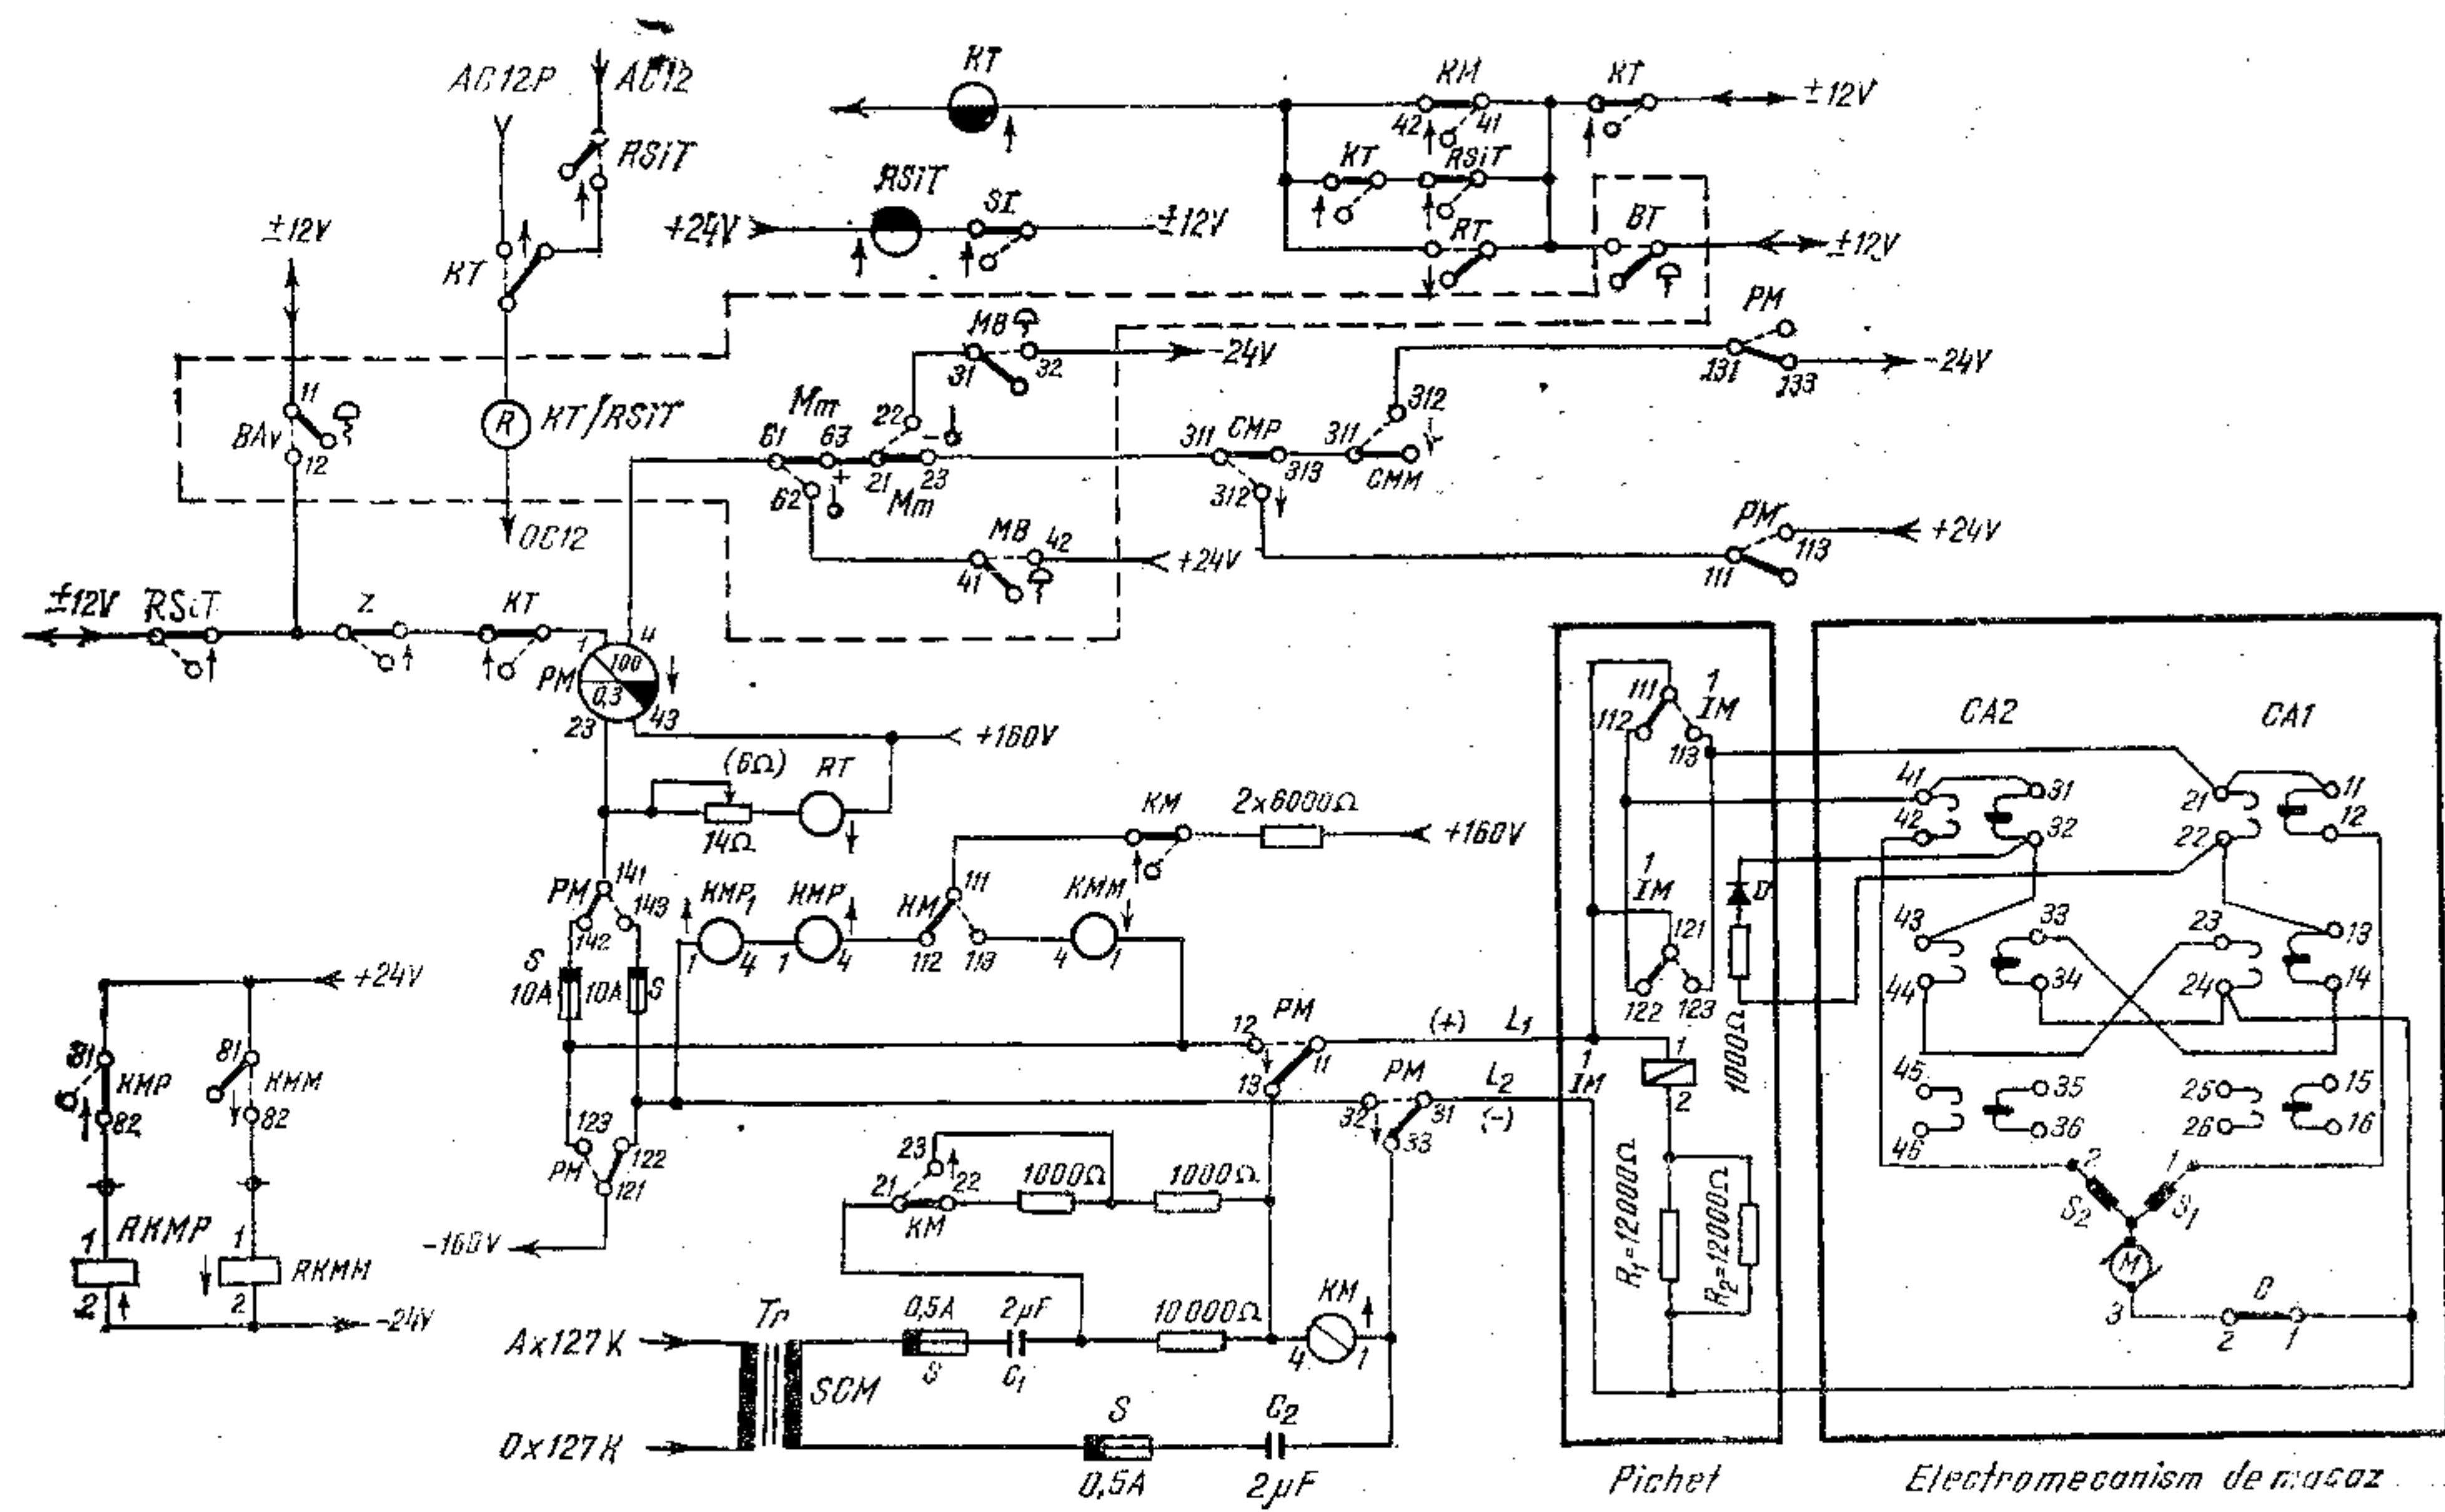 AC12P
AC12
RSiT
KT
±12V
KT
RM
42
41
KT
±12V
KT
RSiT
RT
BT
±12V
+24V
RSiT
SI
±12V
11
BAv
12
R
KT/RSiT
OC12
MB
31
32
-24V
PM
131
133
-24V
Mm
61
63
62
+
22
-
21
23
Mm
311
CMP
313
312
311
312
CMM
MB
41
42
+24V
PM
111
113
+24V
±12V
RSiT
Z
KT
1
4
PM
100
0,3
23
43
+160V
(6Ω)
RT
14Ω
KM
2x6000Ω
+160V
PM
141
142
143
S
10A
10A
S
KMP1
1
4
KMP
1
4
KM
111
112
113
KMM
4
1
+24V
81
KMP
82
81
KMM
82
1
RKMP
2
1
RKMM
2
-24V
PM
12
11
13
(+)
L1
PM
32
31
33
L2
(-)
123
PM
122
121
-160V
23
21
22
KM
1000Ω
1000Ω
10000Ω
KM
4
1
Ax127K
Ox127K
Tr
SCM
0,5A
S
2μF
C1
S
0,5A
C2
2μF
1
IM
111
112
113
1
IM
121
122
123
D
1000Ω
1
IM
1
2
R1=12000Ω
R2=12000Ω
Pichet
CA2
CA1
41
31
42
32
21
11
22
12
43
33
44
34
23
13
24
14
45
35
46
36
25
15
26
16
2
S2
1
S1
M
3
2
1
Electromecanism de macaz